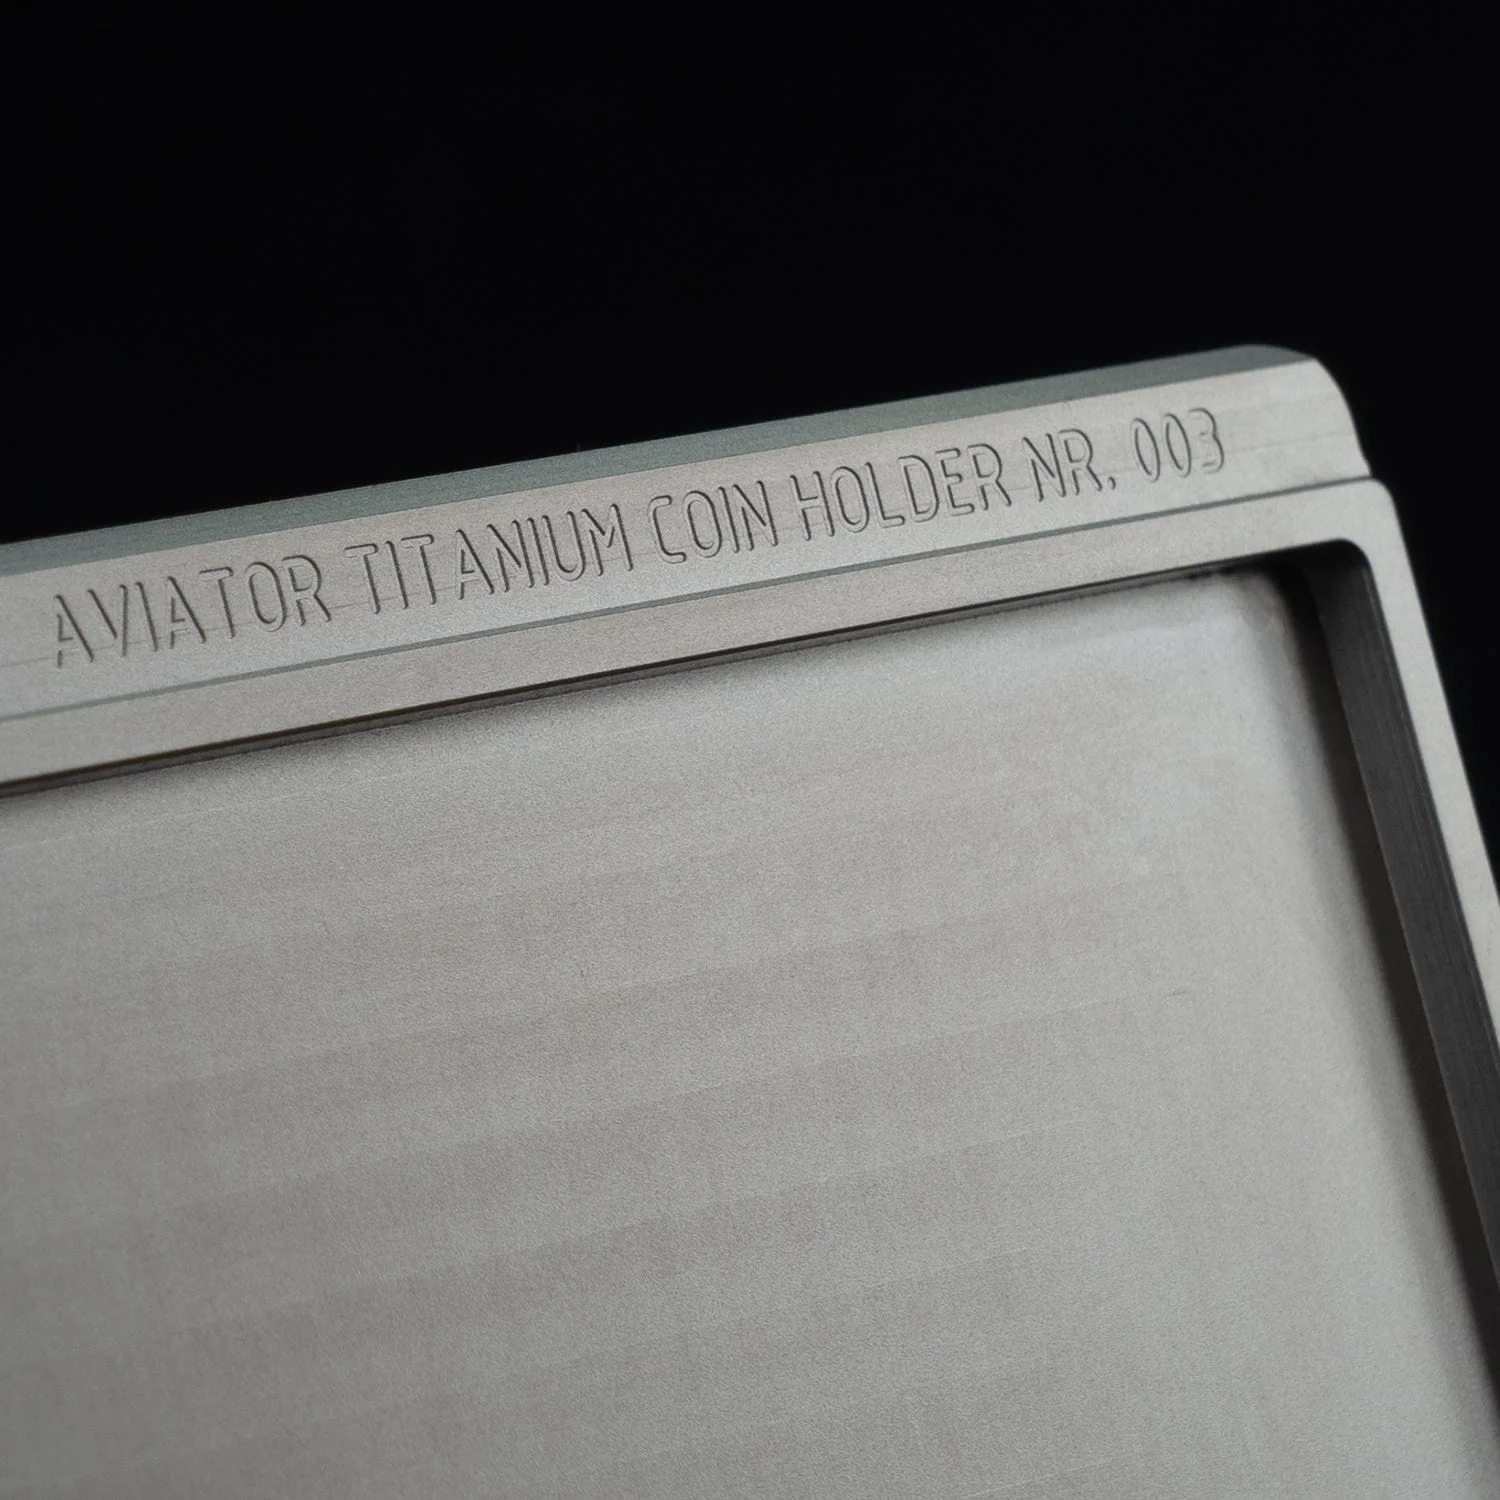 AVIATOR TITANIUM COIN HOLDER NR. 003